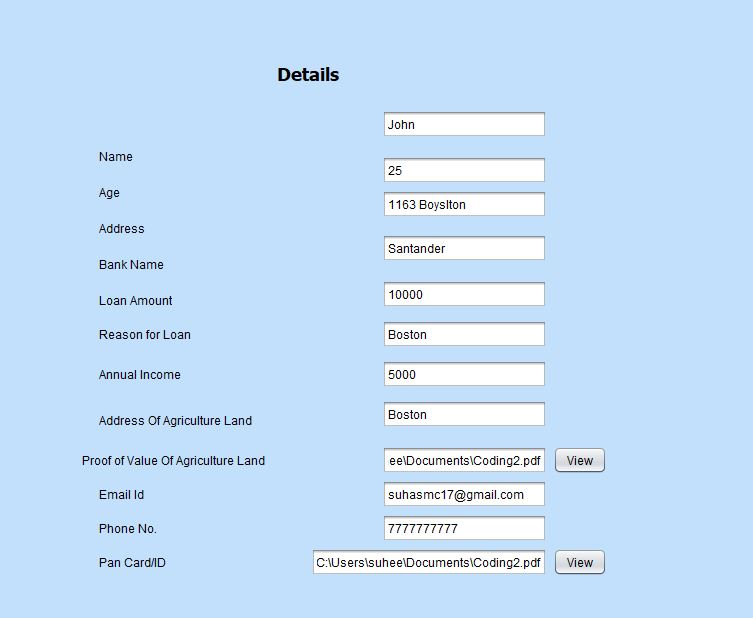 Details
John
Name
25
Age
1163 Boyslton
Address
Santander
Bank Name
10000
Loan Amount
Reason for Loan Boston
Annual Income 5000
Boston
Address Of Agriculture Land
Proof of Value Of Agriculture Land ee\Documents\Coding2.pdf View
Email Id suhasmc17@gmail.com
Phone No. 7777777777
Pan Card/ID C:\Users\suhee\Documents\Coding2.pdf View